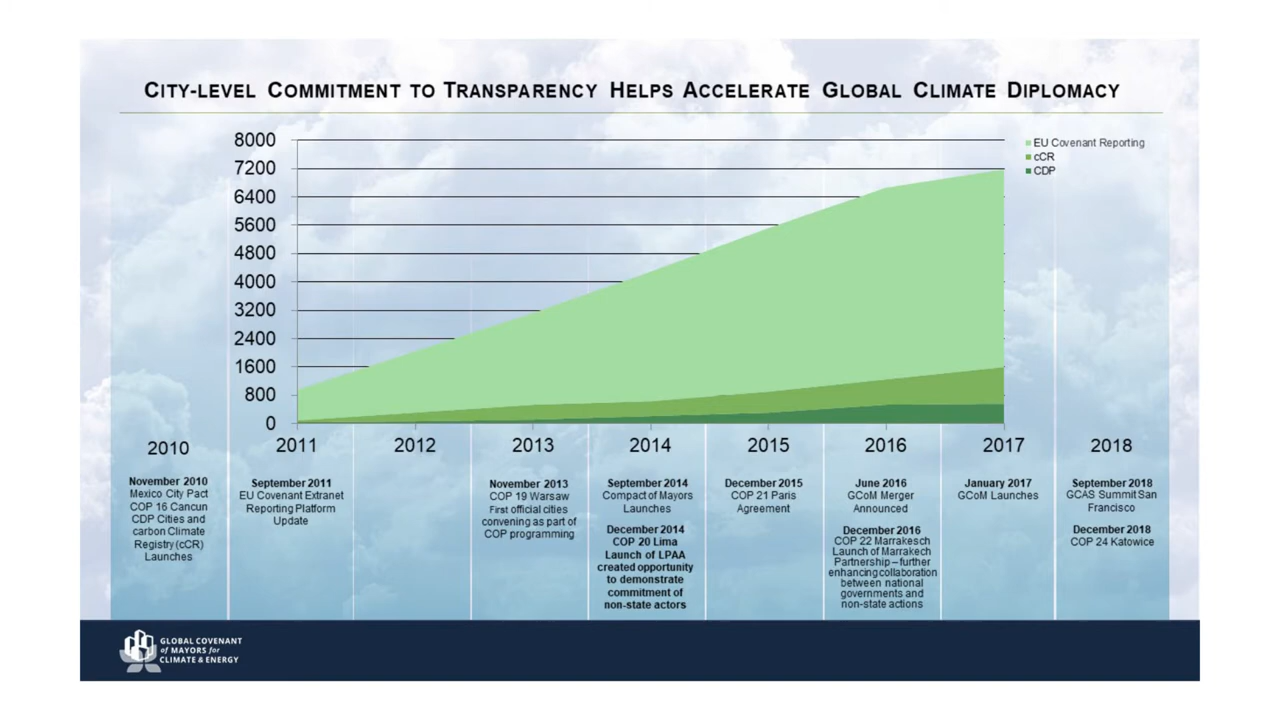 CITY-LEVEL COMMITMENT TO TRANSPARENCY HELPS ACCELERATE GLOBAL CLIMATE DIPLOMACY
8000
7200
6400
5600
4800
4000
3200
2400
1600
800
0
EU Covenant Reporting
cCR
CDP
2010
2011
2012
2013
2014
2015
2016
2017
2018
November 2010
Mexico City Pact
COP 16 Cancun
CDP Cities and
carbon Climate
Registry (cCR)
Launches
September 2011
EU Covenant Extranet
Reporting Platform
Update
November 2013
COP 19 Warsaw
First official cities
convening as part of
COP programming
September 2014
Compact of Mayors
Launches
December 2014
COP 20 Lima
Launch of LPAA
created opportunity
to demonstrate
commitment of
non-state actors
December 2015
COP 21 Paris
Agreement
June 2016
GCoM Merger
Announced
December 2016
COP 22 Marrakesch
Launch of Marrakech
Partnership – further
enhancing collaboration
between national
governments and
non-state actions
January 2017
GCoM Launches
September 2018
GCAS Summit San
Francisco
December 2018
COP 24 Katowice
GLOBAL COVENANT
of MAYORS for
CLIMATE & ENERGY